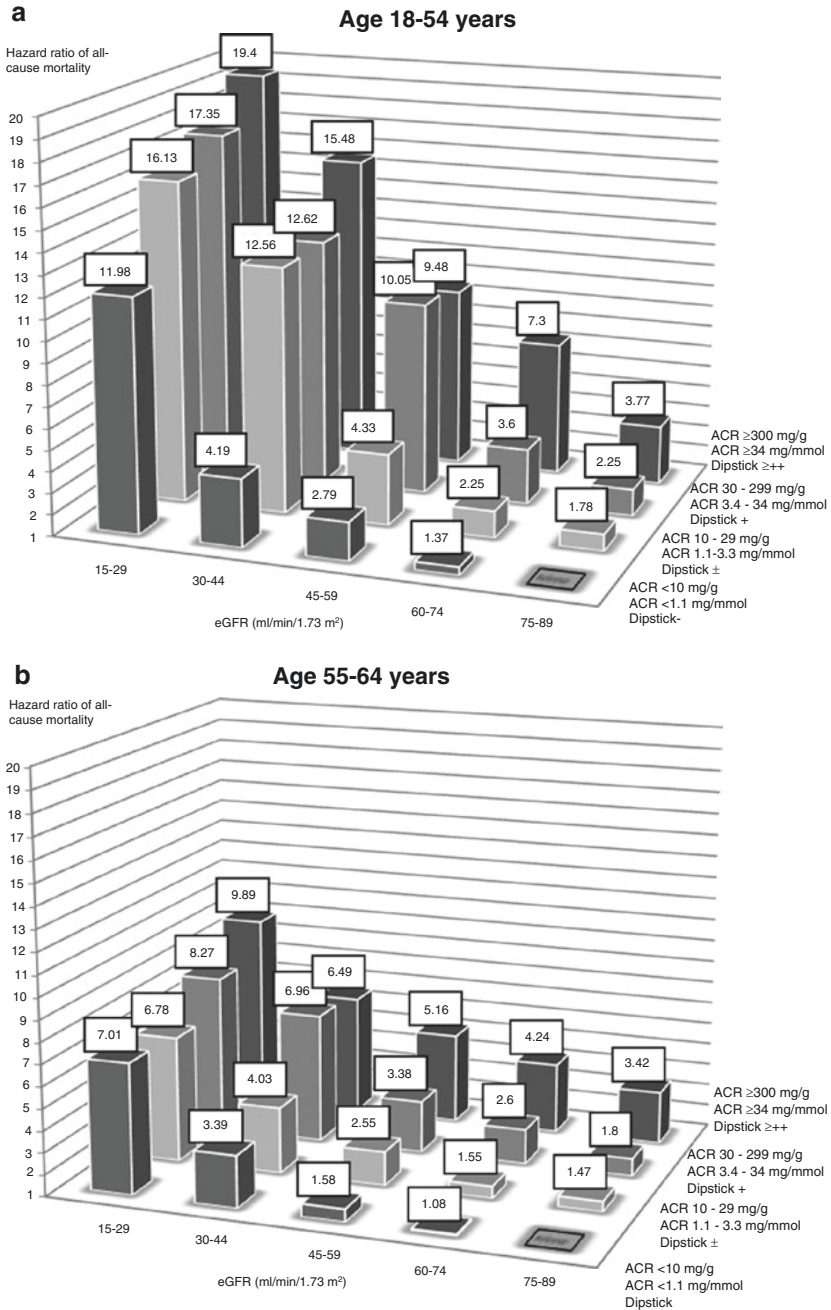 a
Age 18-54 years
Hazard ratio of all-
cause mortality
20
19
18
17
16
15
14
13
12
11
10
9
8
7
6
5
4
3
2
1
19.4
17.35
16.13
15.48
12.62
12.56
11.98
10.05
9.48
7.3
4.19
4.33
3.6
3.77
2.79
2.25
2.25
1.78
1.37
15-29
30-44
45-59
60-74
75-89
eGFR (ml/min/1.73 m²)
ACR ≥300 mg/g
ACR ≥34 mg/mmol
Dipstick ≥++
ACR 30 - 299 mg/g
ACR 3.4 - 34 mg/mmol
Dipstick +
ACR 10 - 29 mg/g
ACR 1.1-3.3 mg/mmol
Dipstick ±
ACR <10 mg/g
ACR <1.1 mg/mmol
Dipstick-
b
Age 55-64 years
Hazard ratio of all-
cause mortality
20
19
18
17
16
15
14
13
12
11
10
9
8
7
6
5
4
3
2
1
9.89
8.27
6.78
7.01
6.96
6.49
5.16
4.24
3.42
4.03
3.38
2.6
1.8
3.39
2.55
1.55
1.47
1.58
1.08
15-29
30-44
45-59
60-74
75-89
eGFR (ml/min/1.73 m²)
ACR ≥300 mg/g
ACR ≥34 mg/mmol
Dipstick ≥++
ACR 30 - 299 mg/g
ACR 3.4 - 34 mg/mmol
Dipstick +
ACR 10 - 29 mg/g
ACR 1.1 - 3.3 mg/mmol
Dipstick ±
ACR <10 mg/g
ACR <1.1 mg/mmol
Dipstick